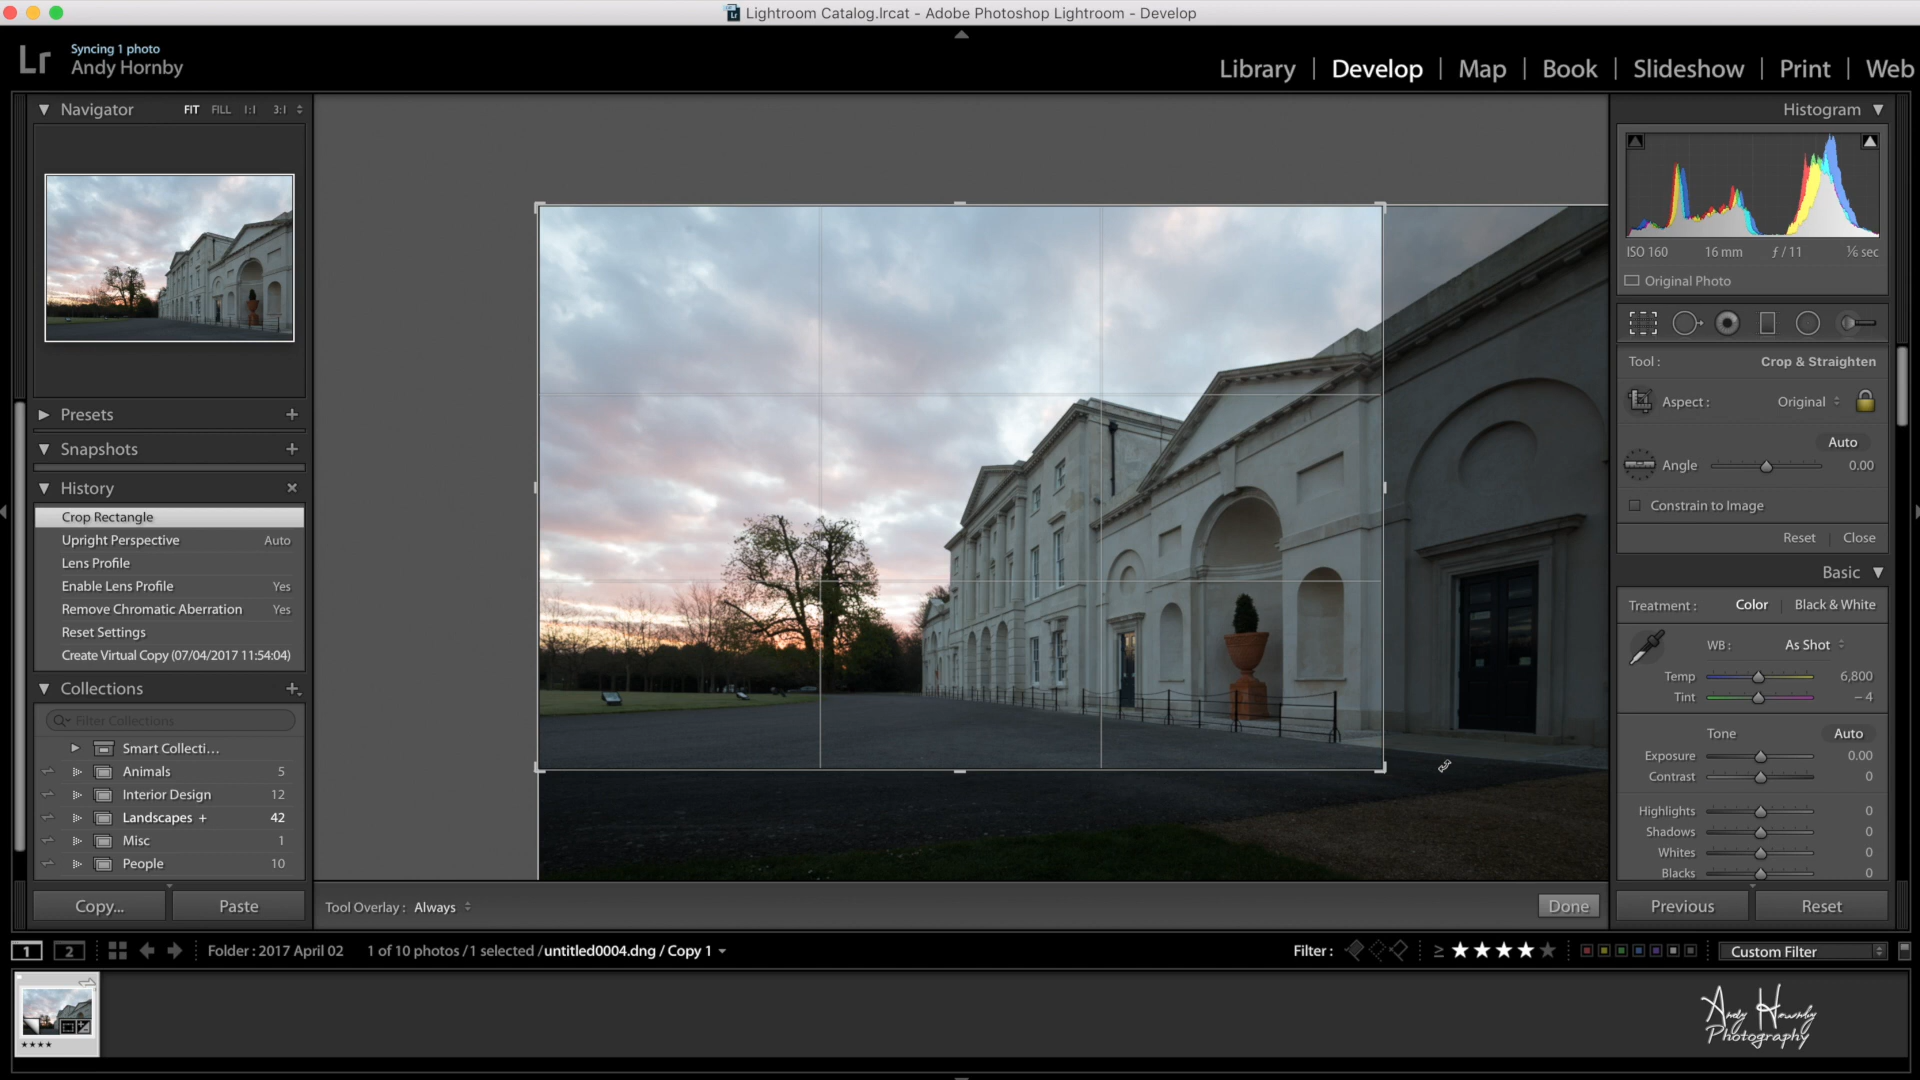 Lightroom Catalog.lrcat - Adobe Photoshop Lightroom - Develop
Lr
Syncing 1 photo
Andy Hornby
Library | Develop | Map | Book | Slideshow | Print | Web
Navigator FIT FILL 1:1 3:1
Presets
Snapshots
History
Crop Rectangle
Upright Perspective Auto
Lens Profile
Enable Lens Profile Yes
Remove Chromatic Aberration Yes
Reset Settings
Create Virtual Copy (07/04/2017 11:54:04)
Collections
Filter Collections
Smart Collecti...
Animals 5
Interior Design 12
Landscapes + 42
Misc 1
People 10
Copy... Paste
Tool Overlay : Always
Done
Histogram
ISO 160 16 mm ƒ / 11 ⅙ sec
Original Photo
Tool : Crop & Straighten
Aspect : Original
Auto
Angle 0.00
Constrain to Image
Reset Close
Basic
Treatment : Color Black & White
WB : As Shot
Temp 6,800
Tint – 4
Tone Auto
Exposure 0.00
Contrast 0
Highlights 0
Shadows 0
Whites 0
Blacks 0
Previous Reset
1 2 Folder : 2017 April 02 1 of 10 photos / 1 selected / untitled0004.dng / Copy 1
Filter : ≥ ★★★★★ Custom Filter
★★★★
Andy Hornby
Photography